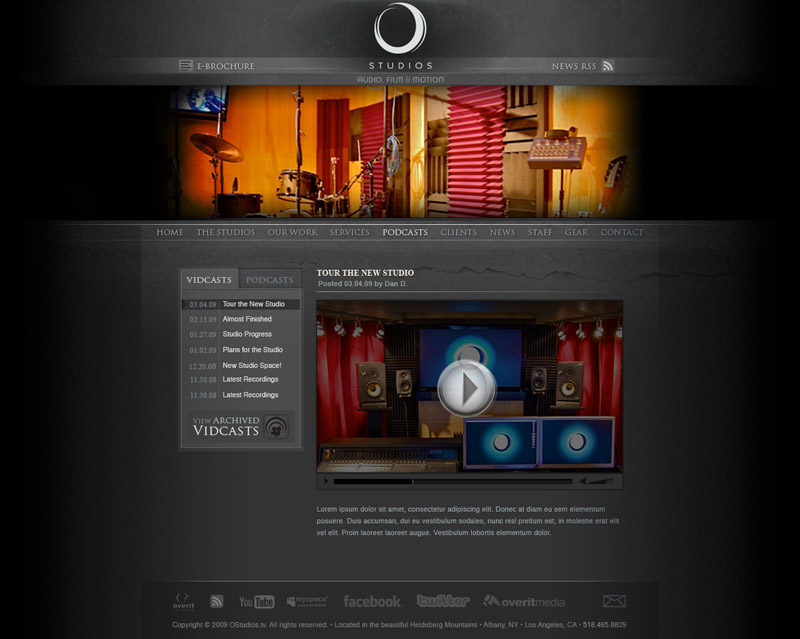 STUDIOS
AUDIO, FILM & MOTION
E-BROCHURE
NEWS RSS
HOME THE STUDIOS OUR WORK SERVICES PODCASTS CLIENTS NEWS STAFF GEAR CONTACT
VIDCASTS PODCASTS
03.04.09 Tour the New Studio
02.13.09 Almost Finished
01.27.09 Studio Progress
01.02.09 Plans for the Studio
12.20.08 New Studio Space!
11.30.08 Latest Recordings
11.30.08 Latest Recordings
VIEW ARCHIVED
VIDCASTS
TOUR THE NEW STUDIO
Posted 03.04.09 by Dan D.
Lorem ipsum dolor sit amet, consectetur adipiscing elit. Donec at diam eu sem elementum
posuere. Duis accumsan, dui eu vestibulum sodales, nunc nisl pretium est, in molestie erat elit
vel elit. Proin laoreet laoreet augue. Vestibulum lobortis elementum dolor.
overit
You Tube
myspace
facebook
twitter
overitmedia
Copyright © 2009 OStudios.tv. All rights reserved. • Located in the beautiful Heldeberg Mountains • Albany, NY • Los Angeles, CA • 518.465.8829